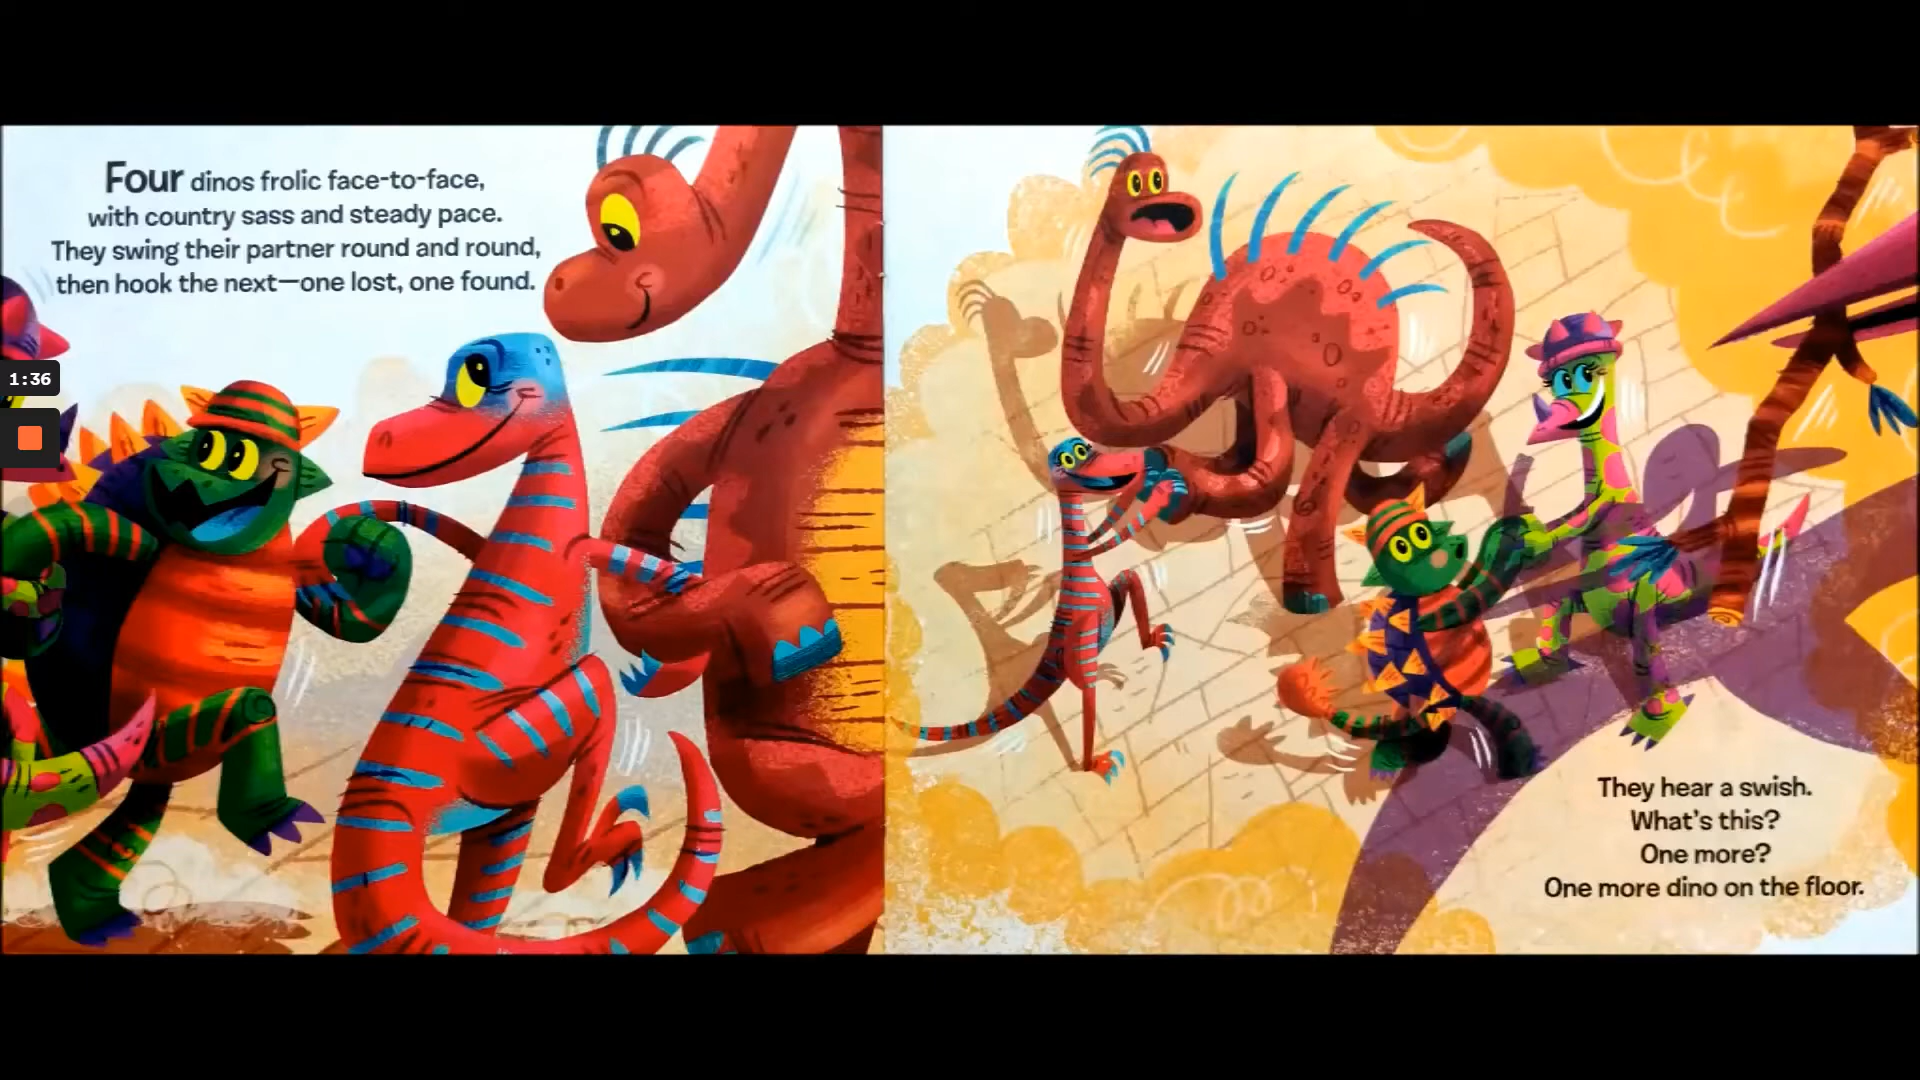 Four dinos frolic face-to-face,
with country sass and steady pace.
They swing their partner round and round,
then hook the next—one lost, one found.
1:36
They hear a swish.
What's this?
One more?
One more dino on the floor.